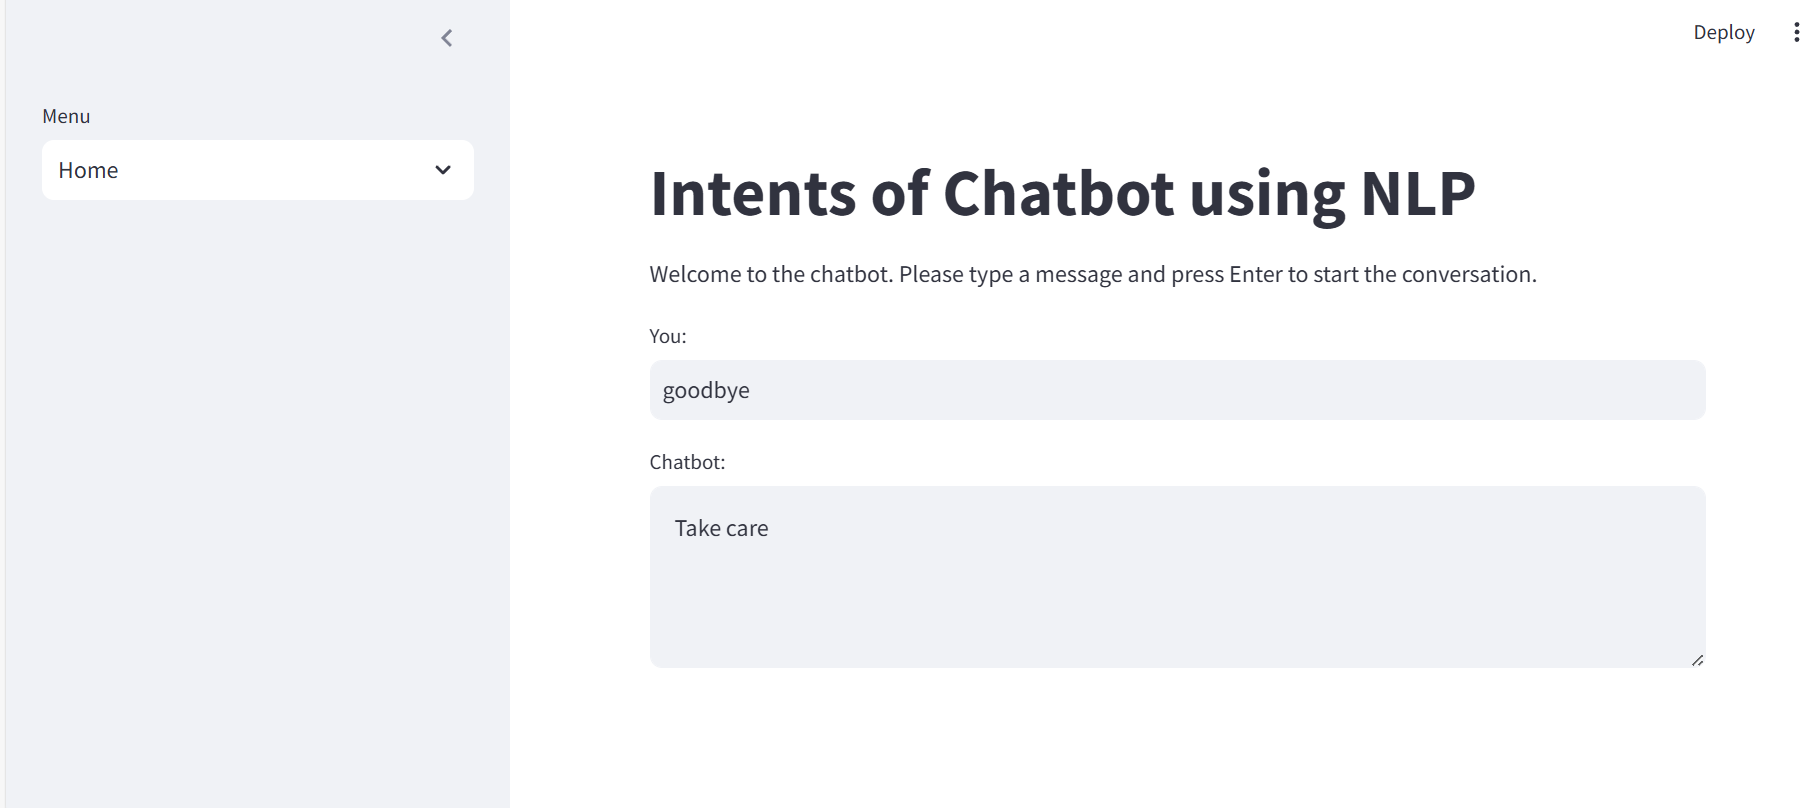 Deploy
Menu
Home
Intents of Chatbot using NLP
Welcome to the chatbot. Please type a message and press Enter to start the conversation.
You:
goodbye
Chatbot:
Take care